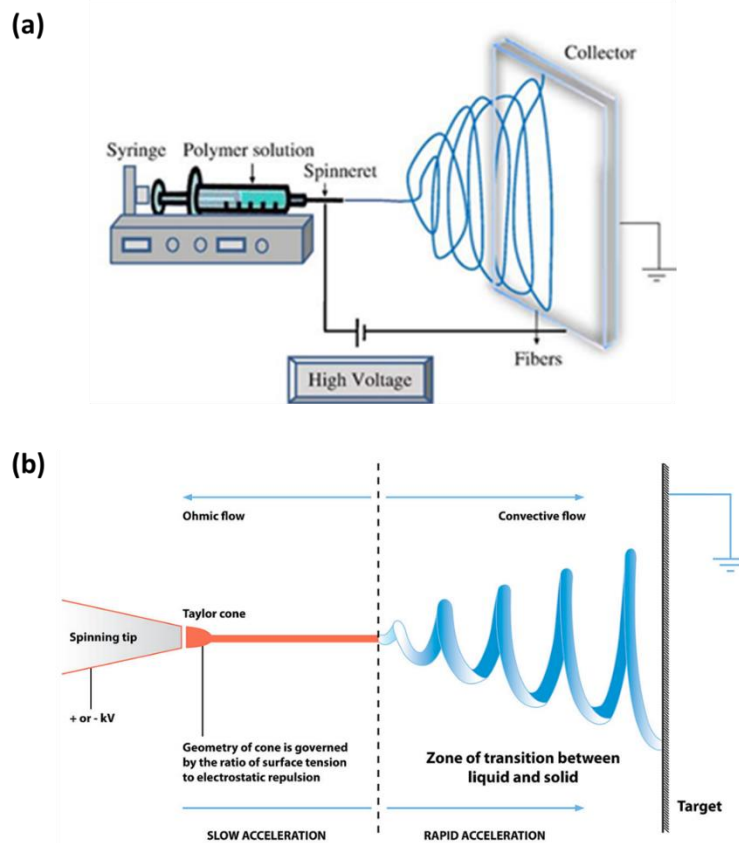 (a)
Collector
Syringe
Polymer solution
Spinneret
Fibers
High Voltage
(b)
Ohmic flow
Convective flow
Taylor cone
Spinning tip
+ or - kV
Geometry of cone is governed
by the ratio of surface tension
to electrostatic repulsion
Zone of transition between
liquid and solid
Target
SLOW ACCELERATION
RAPID ACCELERATION